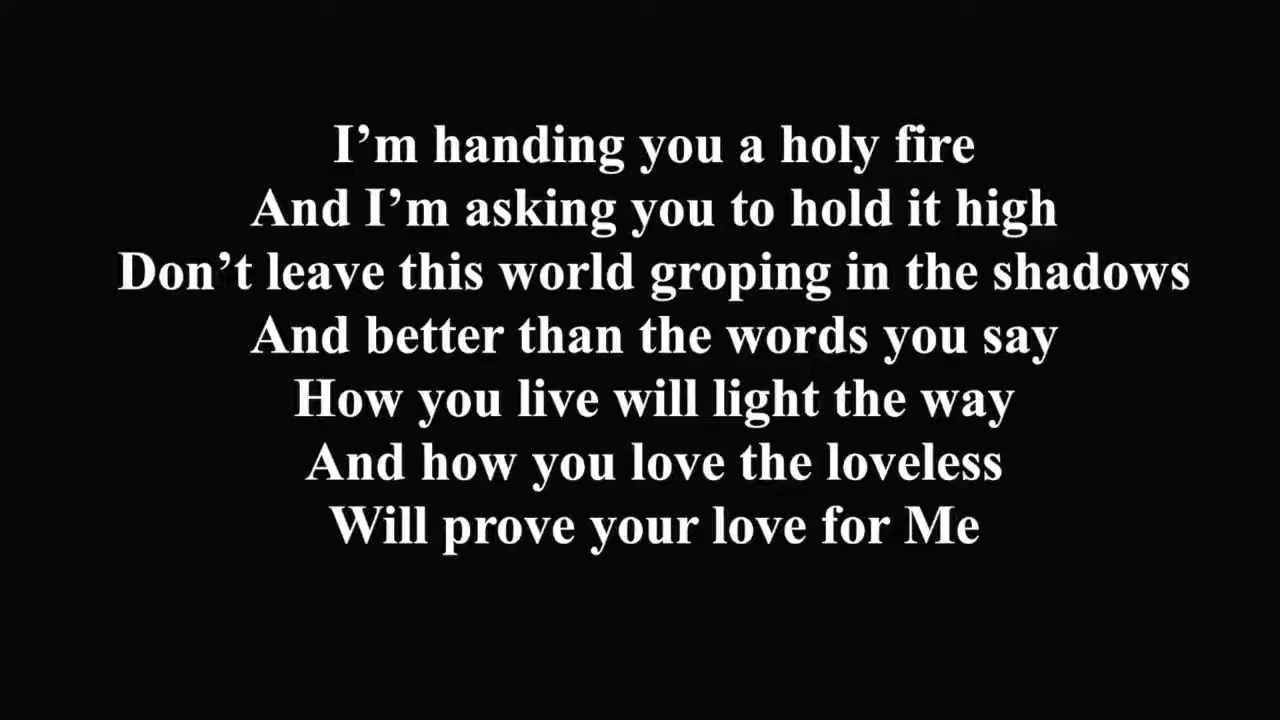 I’m handing you a holy fire
And I’m asking you to hold it high
Don’t leave this world groping in the shadows
And better than the words you say
How you live will light the way
And how you love the loveless
Will prove your love for Me